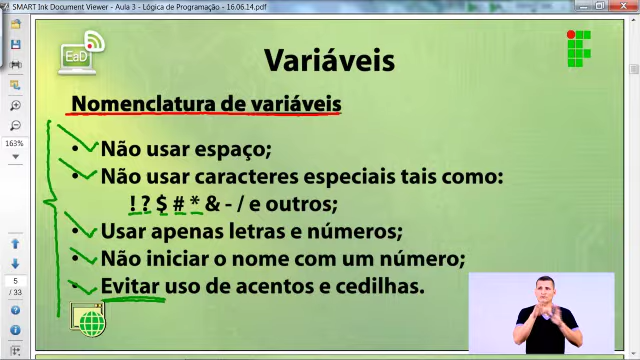 SMART Ink Document Viewer - Aula 3 - Lógica de Programação - 16.06.14.pdf
EaD
Variáveis
Nomenclatura de variáveis
163%
• Não usar espaço;
• Não usar caracteres especiais tais como:
! ? $ # * & - / e outros;
• Usar apenas letras e números;
• Não iniciar o nome com um número;
• Evitar uso de acentos e cedilhas.
5
/ 33